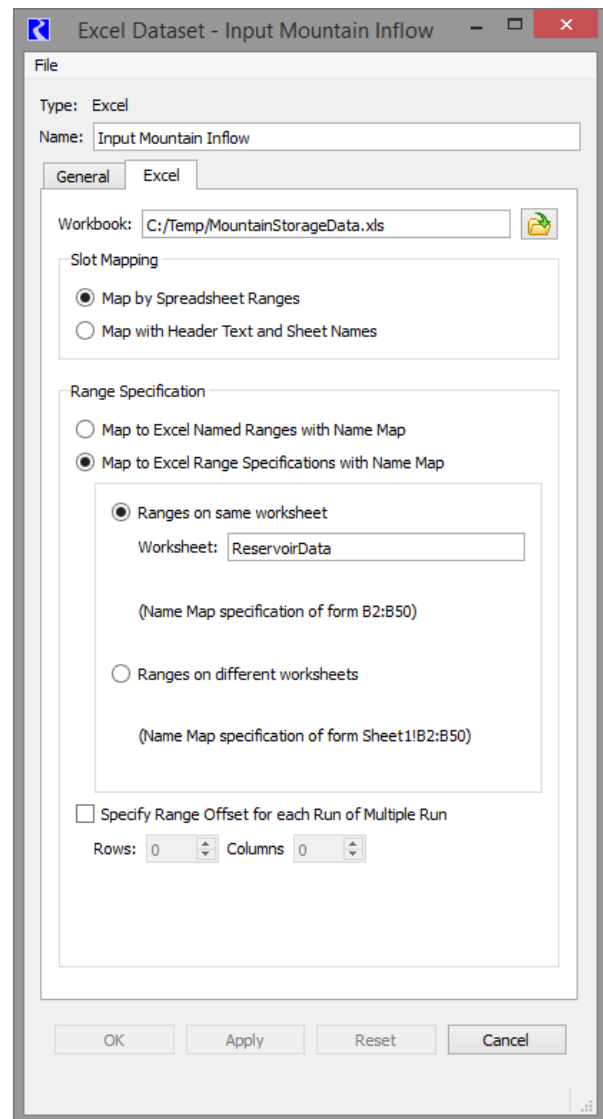 Excel Dataset - Input Mountain Inflow
File
Type: Excel
Name: Input Mountain Inflow
General Excel
Workbook: C:/Temp/MountainStorageData.xls
Slot Mapping
Map by Spreadsheet Ranges
Map with Header Text and Sheet Names
Range Specification
Map to Excel Named Ranges with Name Map
Map to Excel Range Specifications with Name Map
Ranges on same worksheet
Worksheet: ReservoirData
(Name Map specification of form B2:B50)
Ranges on different worksheets
(Name Map specification of form Sheet1!B2:B50)
Specify Range Offset for each Run of Multiple Run
Rows: 0 Columns 0
OK Apply Reset Cancel